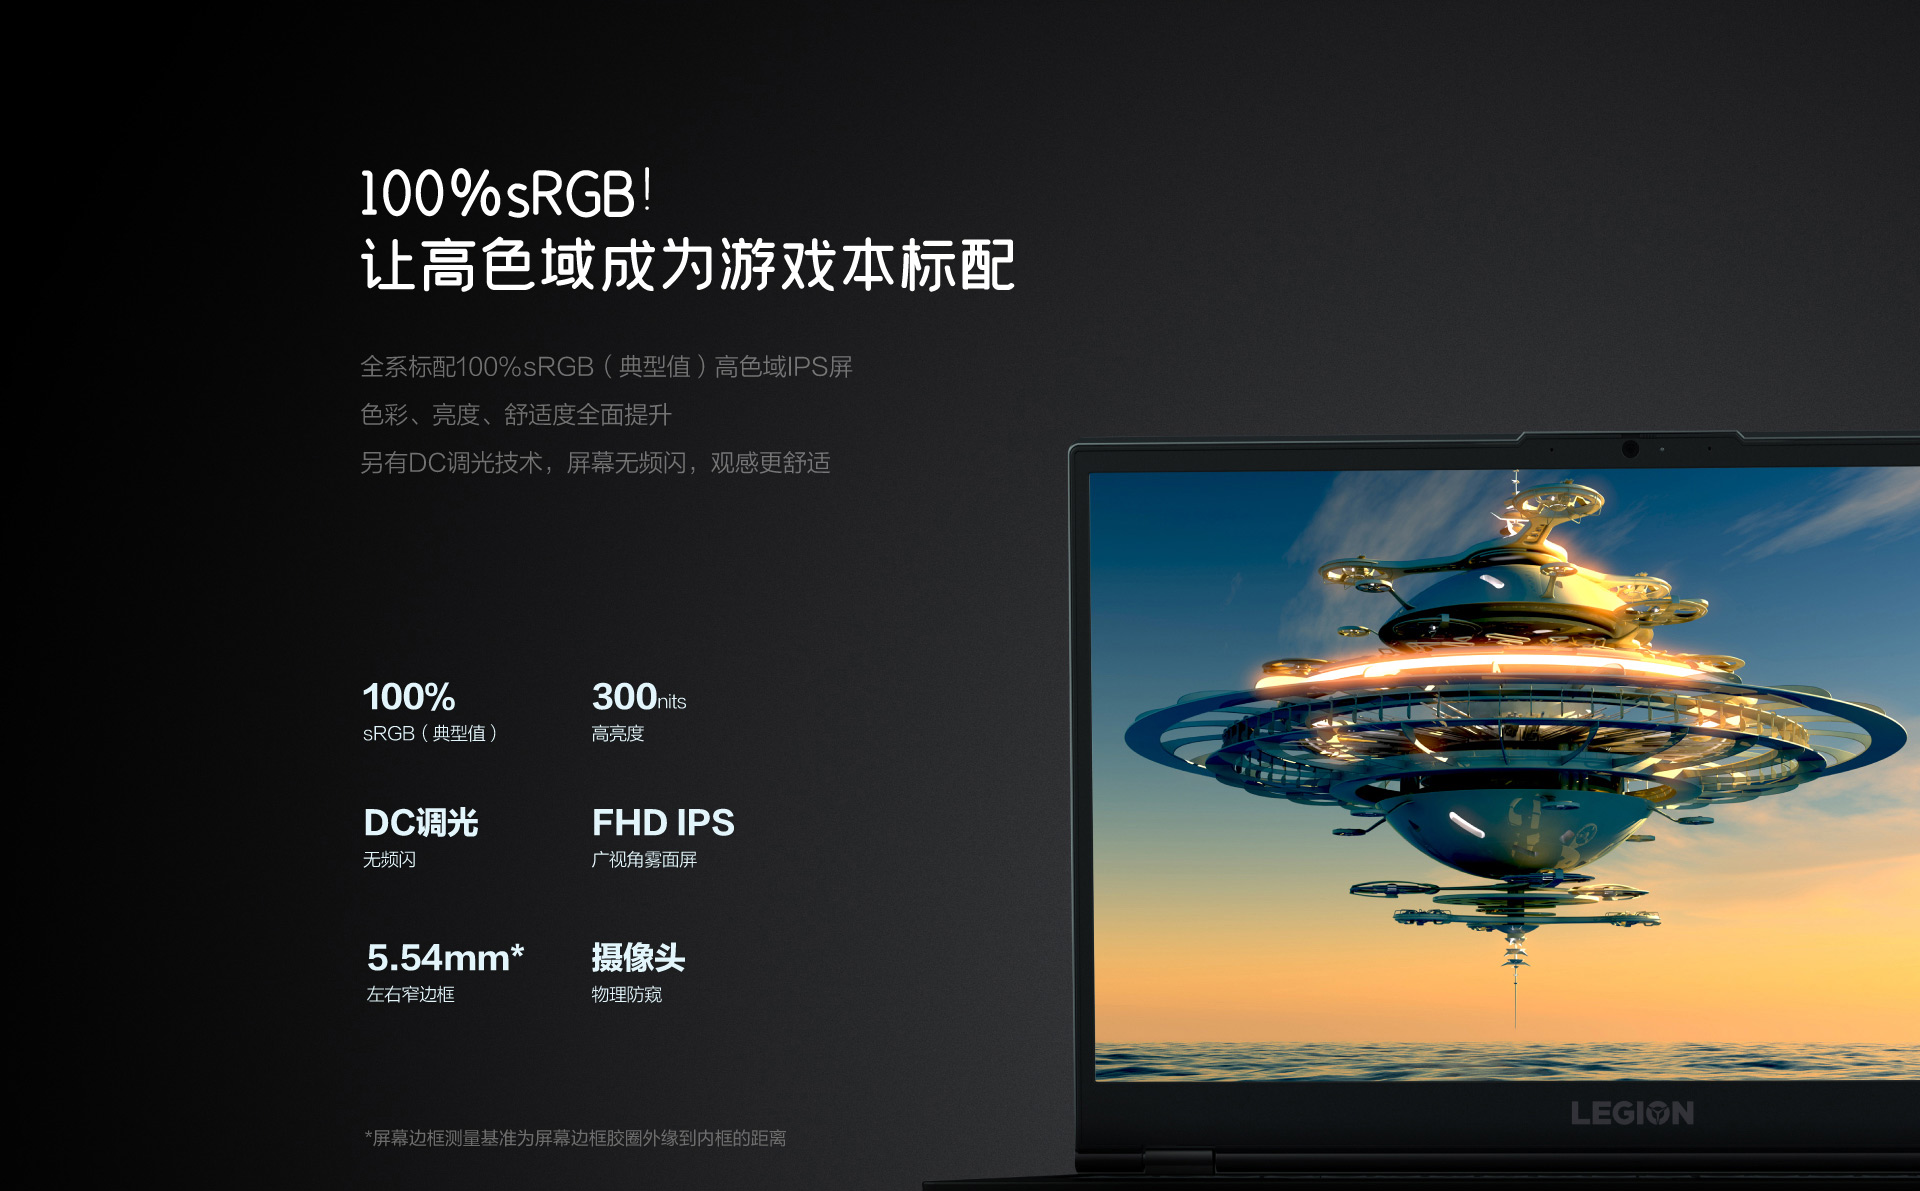 100%sRGB!
让高色域成为游戏本标配
全系标配100%sRGB（典型值）高色域IPS屏
色彩、亮度、舒适度全面提升
另有DC调光技术，屏幕无频闪，观感更舒适
100%
sRGB（典型值）
300nits
高亮度
DC调光
无频闪
FHD IPS
广视角雾面屏
5.54mm*
左右窄边框
摄像头
物理防窥
*屏幕边框测量基准为屏幕边框胶圈外缘到内框的距离
LEGION